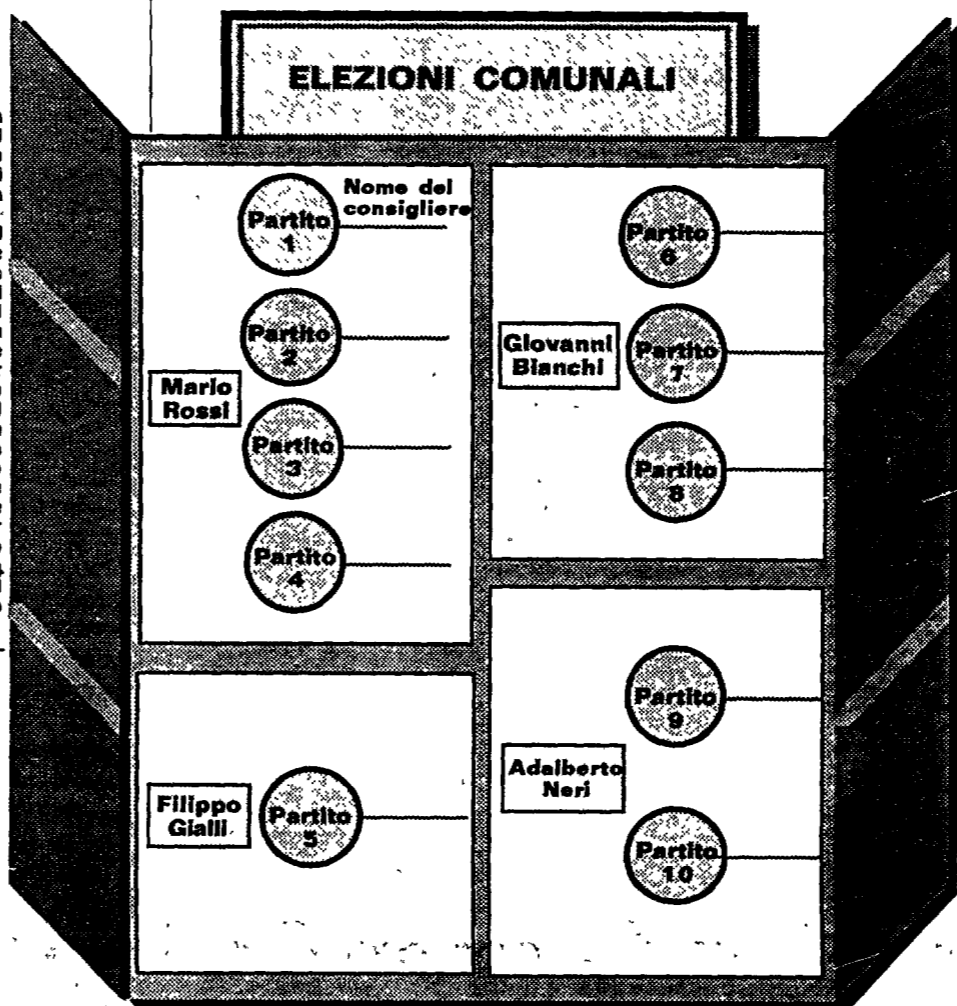 ELEZIONI COMUNALI
Nome del
consigliere
Partito
1
Partito
2
Mario
Rossi
Partito
3
Partito
4
Filippo
Gialli
Partito
5
Partito
6
Giovanni
Bianchi
Partito
7
Partito
8
Partito
9
Adalberto
Neri
Partito
10